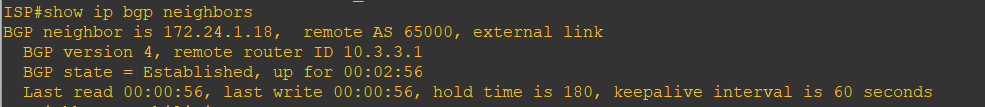 ISP#show ip bgp neighbors
BGP neighbor is 172.24.1.18,  remote AS 65000, external link
  BGP version 4, remote router ID 10.3.3.1
  BGP state = Established, up for 00:02:56
  Last read 00:00:56, last write 00:00:56, hold time is 180, keepalive interval is 60 seconds